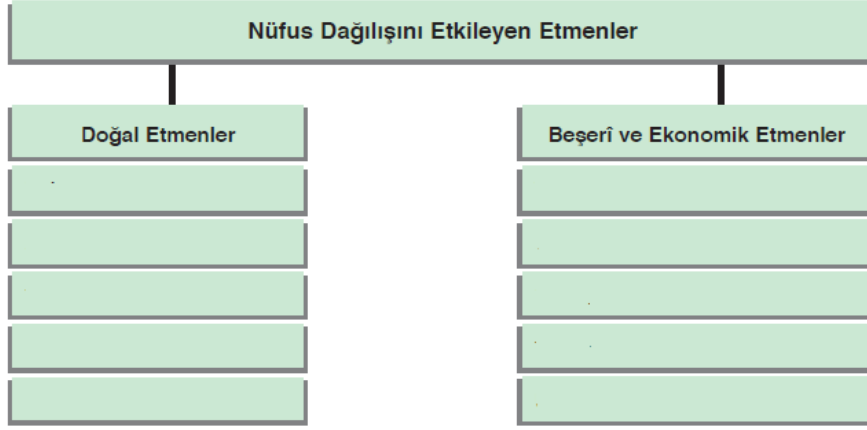 Nüfus Dağılışını Etkileyen Etmenler
Doğal Etmenler
Beşerî ve Ekonomik Etmenler